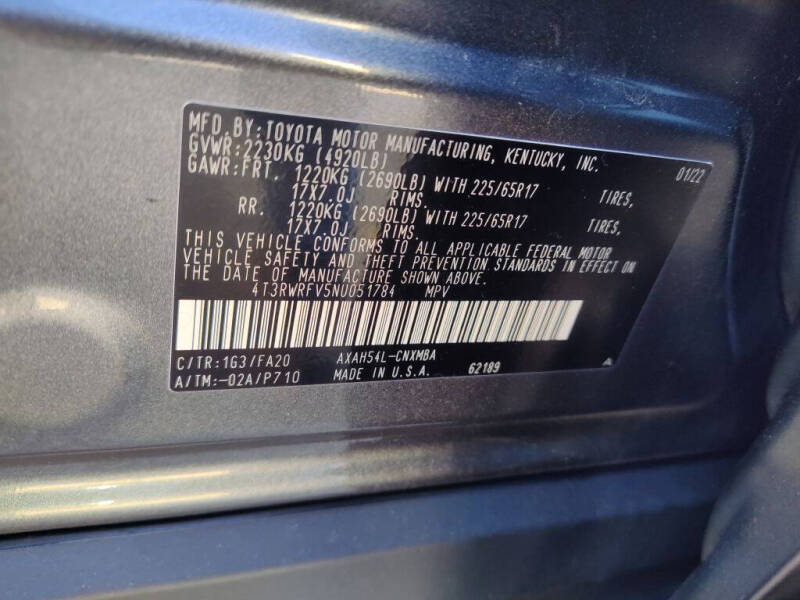 MFD. BY: TOYOTA MOTOR MANUFACTURING, KENTUCKY, INC.
GVWR: 2230KG (4920LB) 01/22
GAWR: FRT. 1220KG (2690LB) WITH 225/65R17 TIRES,
17X7.0J RIMS.
RR. 1220KG (2690LB) WITH 225/65R17 TIRES,
17X7.0J RIMS.
THIS VEHICLE CONFORMS TO ALL APPLICABLE FEDERAL MOTOR
VEHICLE SAFETY AND THEFT PREVENTION STANDARDS IN EFFECT ON
THE DATE OF MANUFACTURE SHOWN ABOVE.
4T3RWRFV5NU051784 MPV
C/TR: 1G3/FA20 AXAH54L-CNXMBA
A/TM: -02A/P710 MADE IN U.S.A. 62189 A